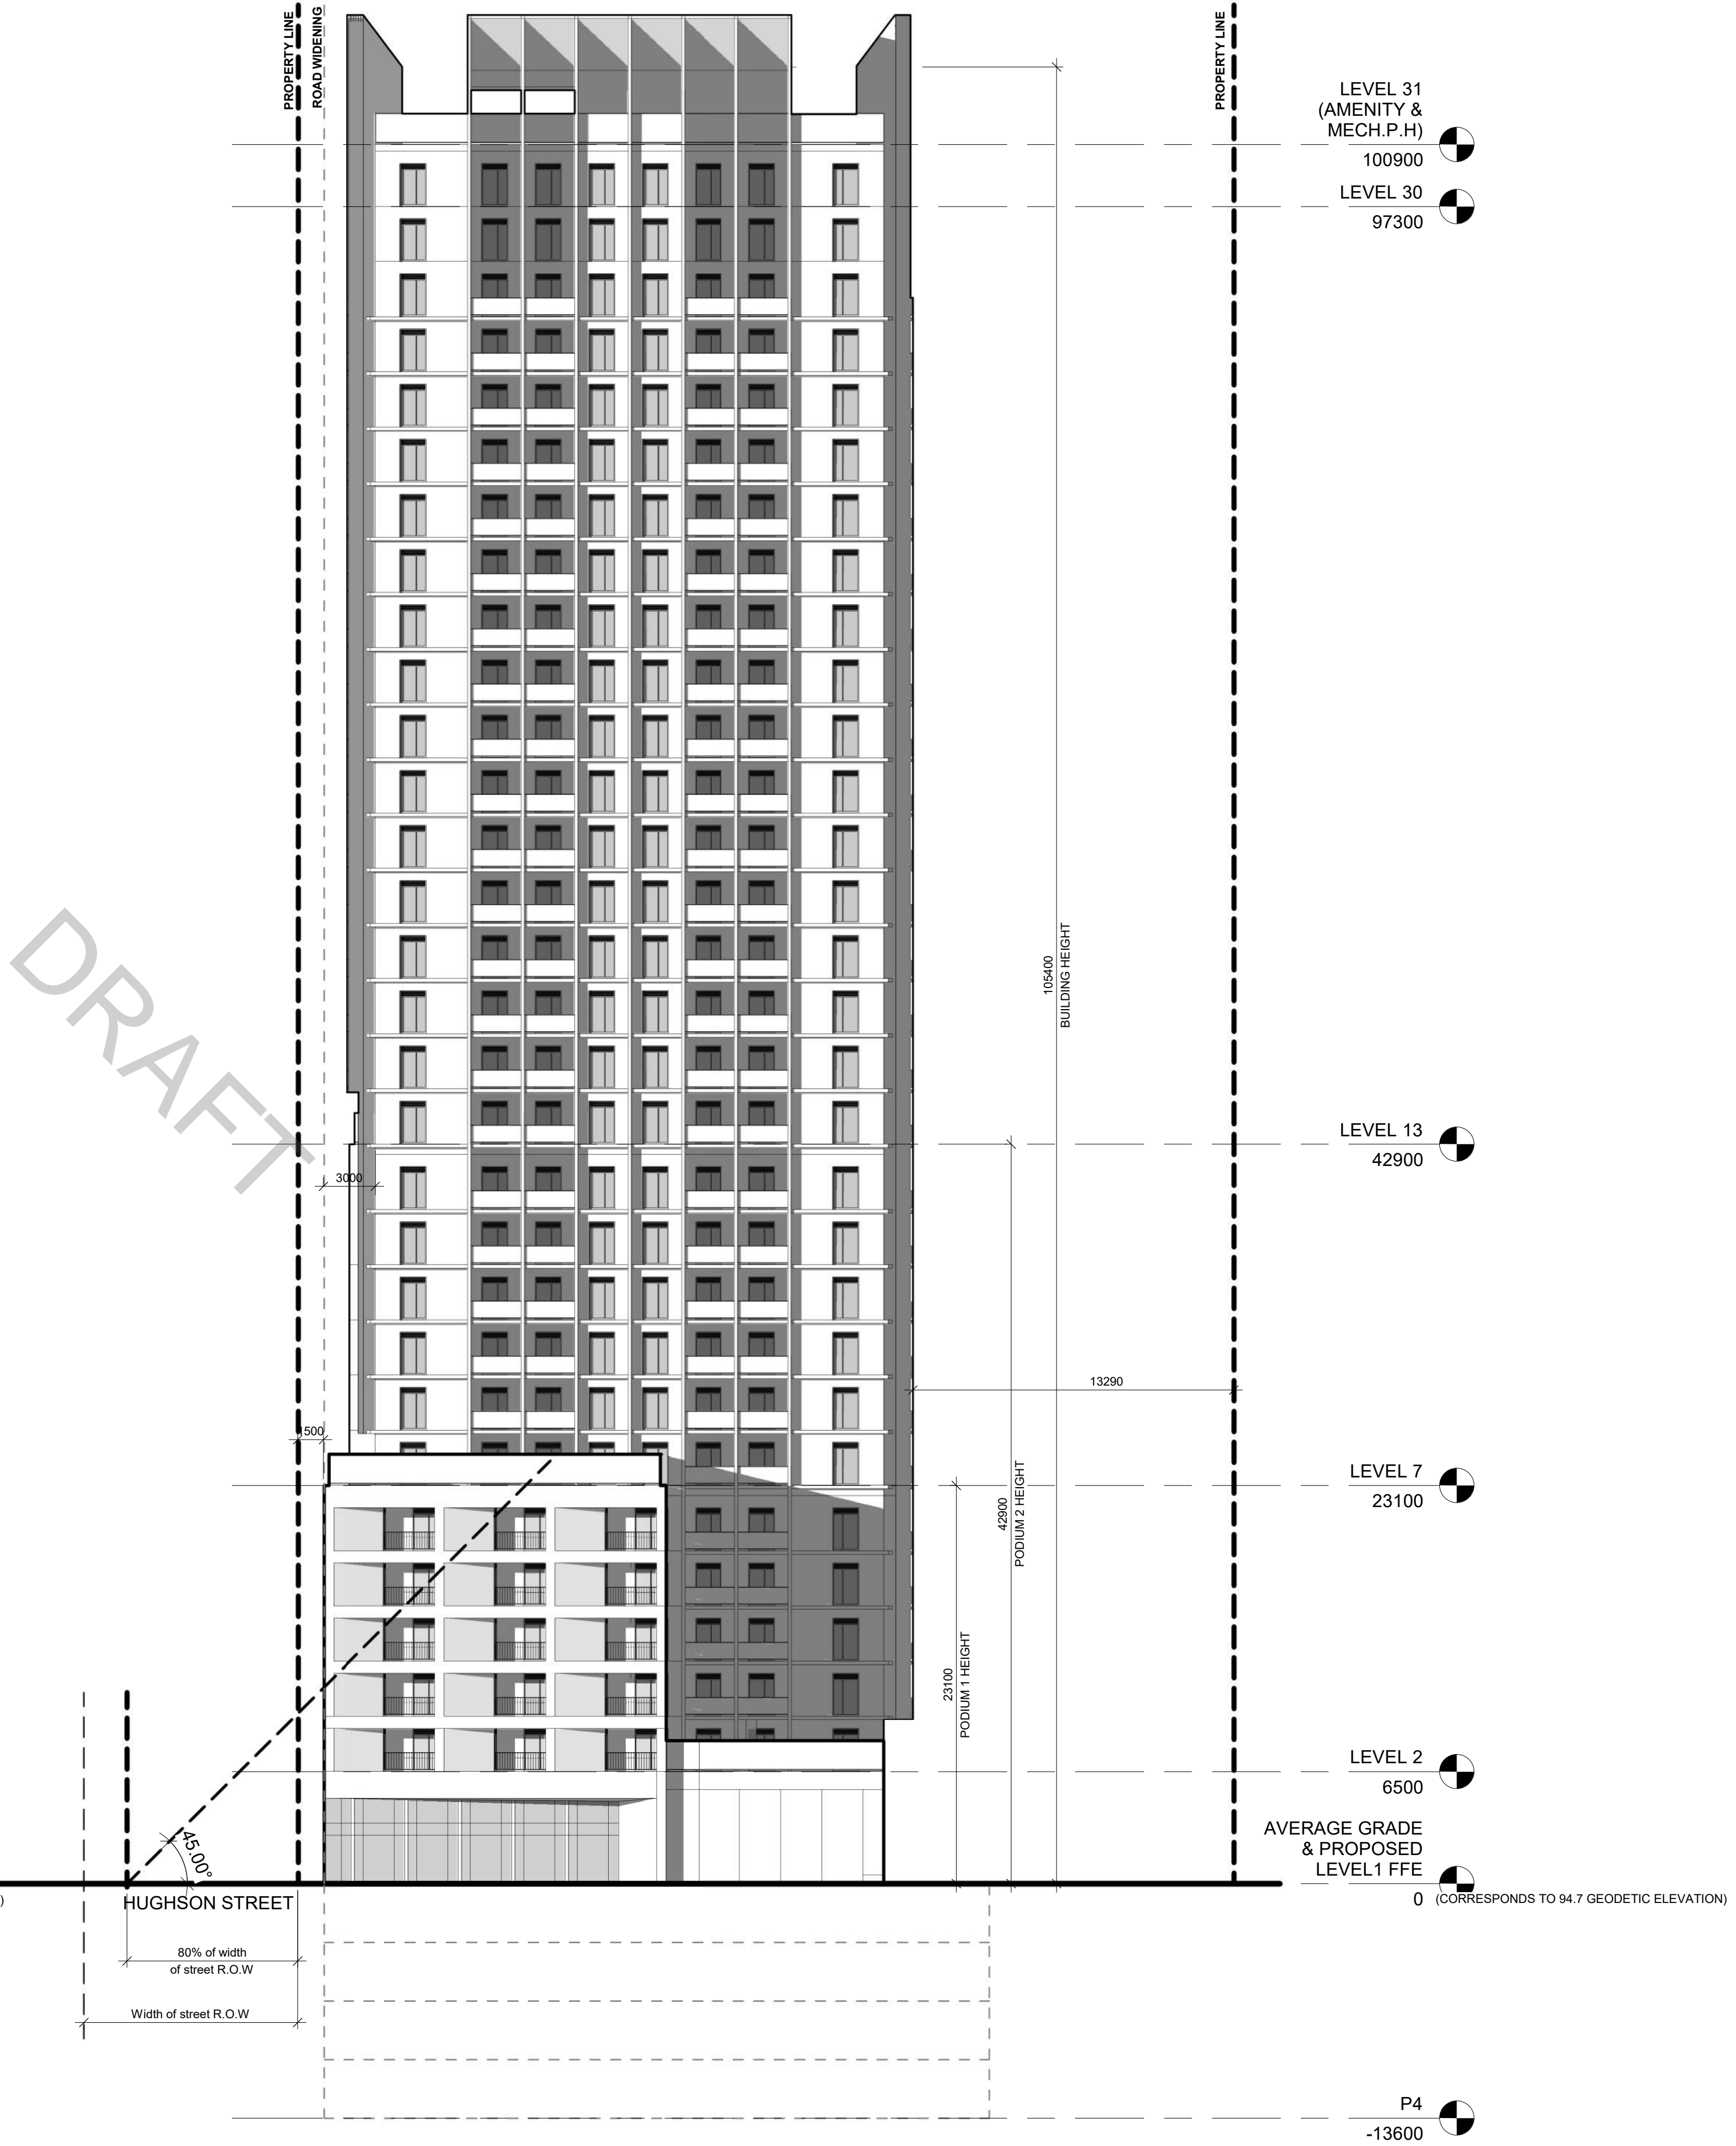 PROPERTY LINE
ROAD WIDENING
PROPERTY LINE
LEVEL 31
(AMENITY &
MECH.P.H)
100900
LEVEL 30
97300
DRAFT
105400
BUILDING HEIGHT
LEVEL 13
42900
3000
13290
1500
LEVEL 7
23100
42900
PODIUM 2 HEIGHT
23100
PODIUM 1 HEIGHT
LEVEL 2
6500
45.00°
AVERAGE GRADE
& PROPOSED
LEVEL1 FFE
0 (CORRESPONDS TO 94.7 GEODETIC ELEVATION)
)
HUGHSON STREET
80% of width
of street R.O.W
Width of street R.O.W
P4
-13600